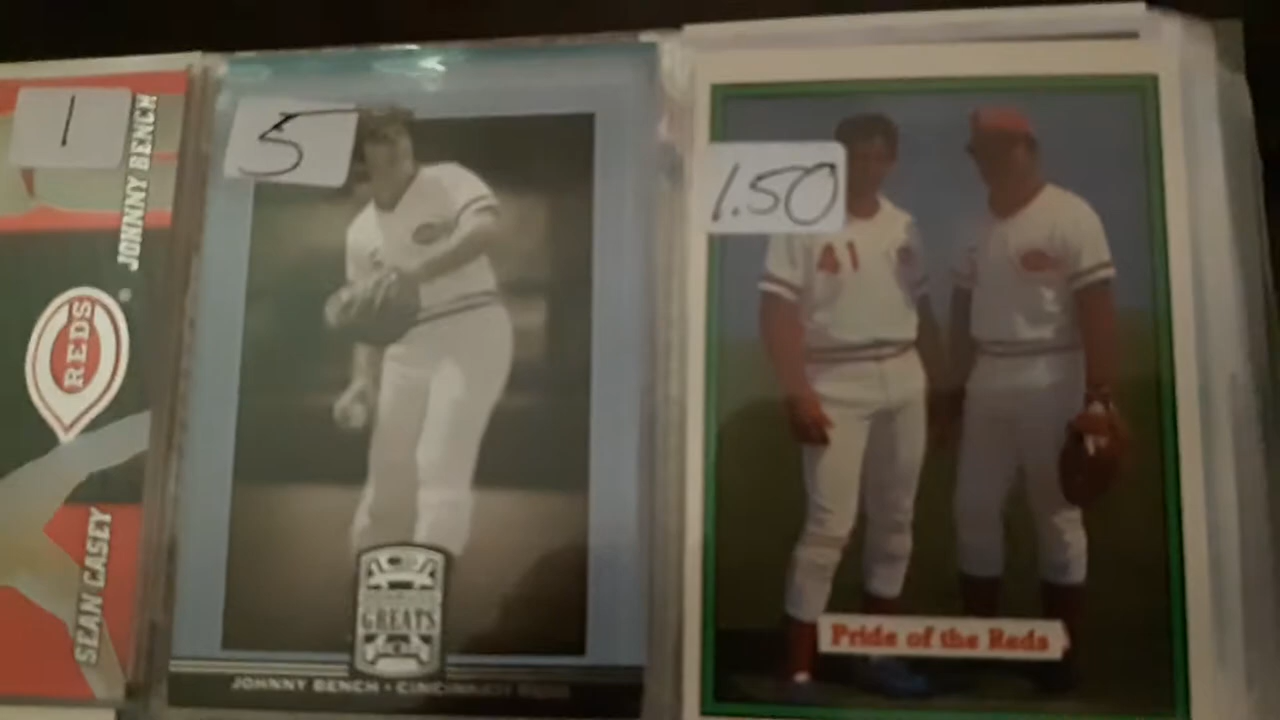 1
JOHNNY BENCH
REDS
SEAN CASEY
5
GREATS
JOHNNY BENCH • CINCINNATI REDS
1.50
41
Pride of the Reds